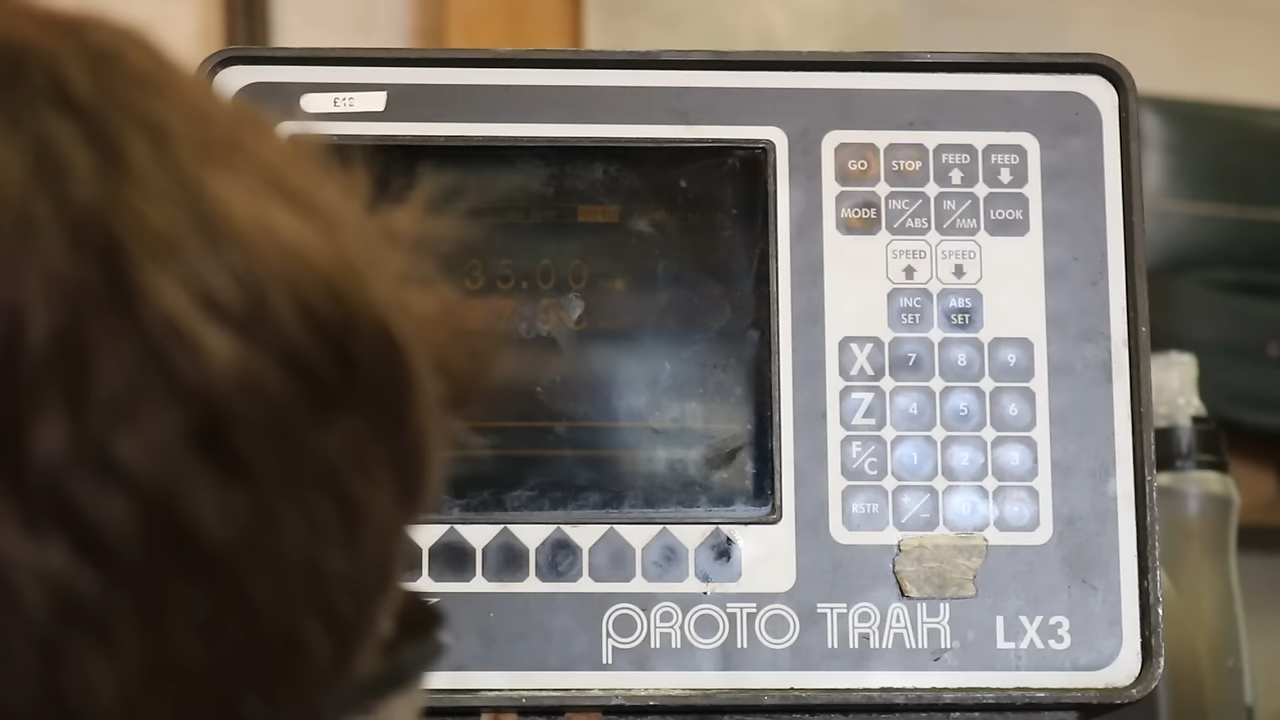 GO STOP FEED FEED
MODE INC/ABS IN/MM LOOK
SPEED SPEED
INC SET ABS SET
X 7 8 9
Z 4 5 6
F/C 1 2 3
RSTR +/- 0 .
35.00
PROTO TRAK LX3